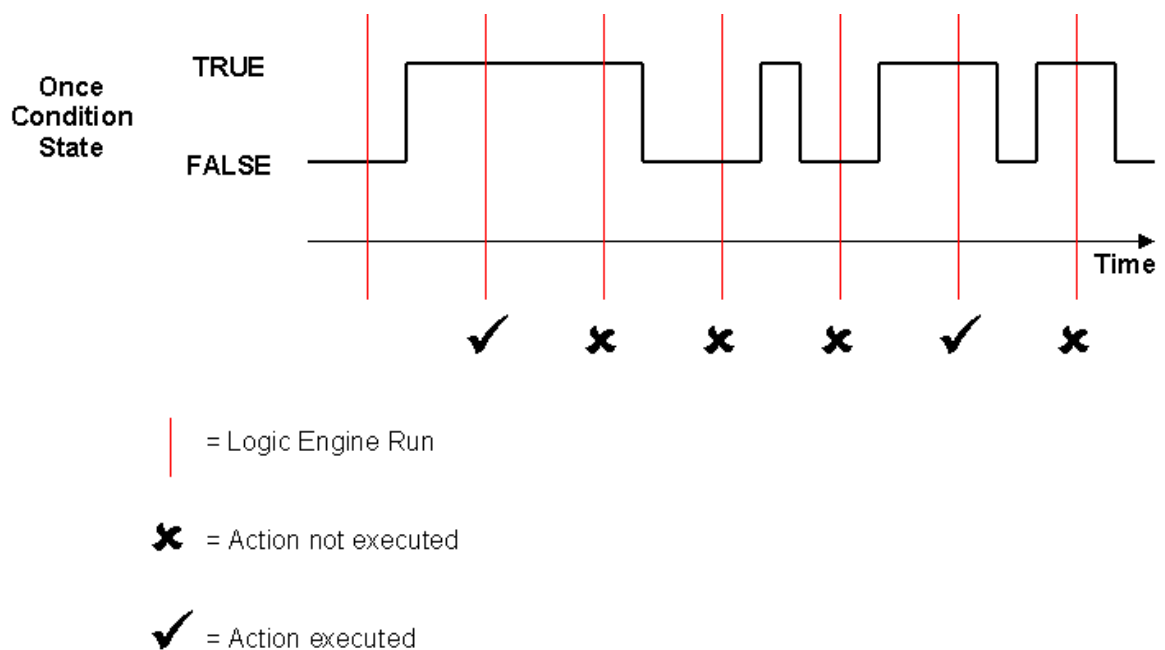 Once
Condition
State
TRUE
FALSE
Time
= Logic Engine Run
= Action not executed
= Action executed